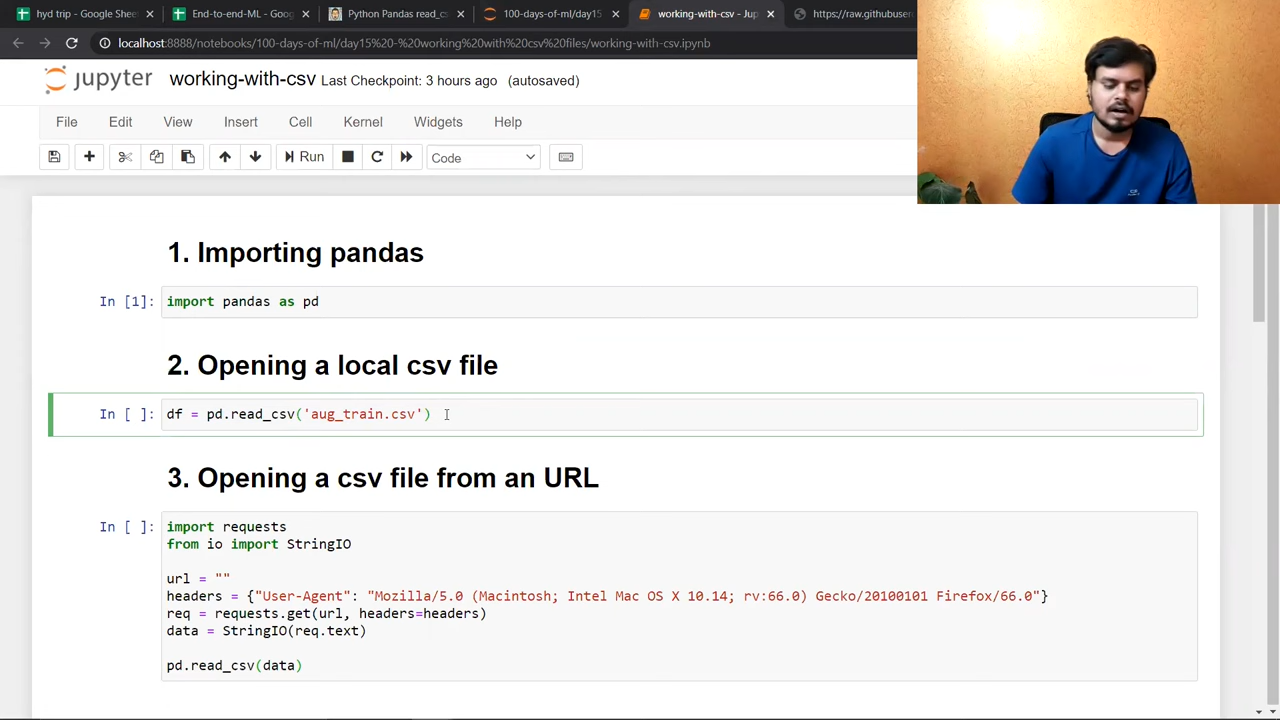 hyd trip - Google Shee
End-to-end-ML - Goog
Python Pandas read_c
100-days-of-ml/day15
working-with-csv - Jup
https://raw.githubuser
localhost:8888/notebooks/100-days-of-ml/day15%20-%20working%20with%20csv%20files/working-with-csv.ipynb
jupyter working-with-csv Last Checkpoint: 3 hours ago (autosaved)
File Edit View Insert Cell Kernel Widgets Help
Run Code
1. Importing pandas
In [1]: import pandas as pd
2. Opening a local csv file
In [ ]: df = pd.read_csv('aug_train.csv')
3. Opening a csv file from an URL
In [ ]: import requests
from io import StringIO
url = ""
headers = {"User-Agent": "Mozilla/5.0 (Macintosh; Intel Mac OS X 10.14; rv:66.0) Gecko/20100101 Firefox/66.0"}
req = requests.get(url, headers=headers)
data = StringIO(req.text)
pd.read_csv(data)